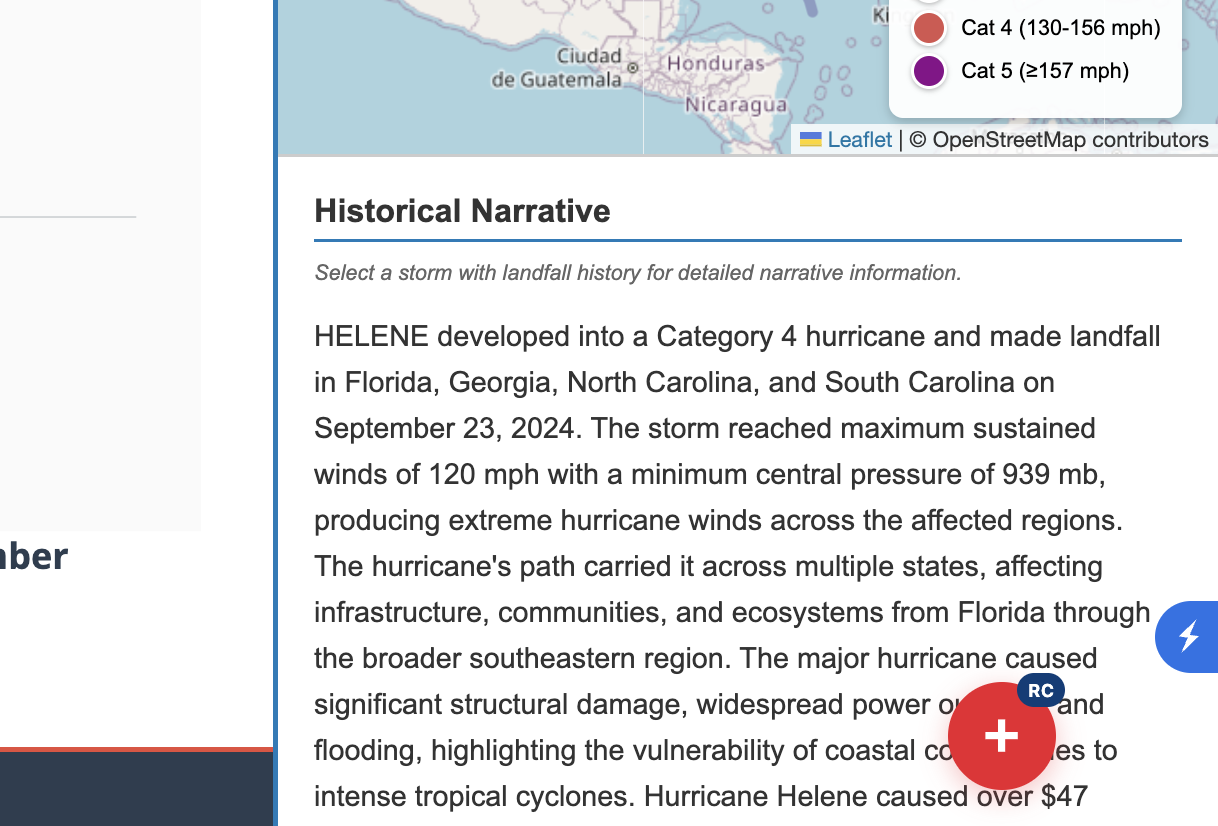 Cat 4 (130-156 mph)
Cat 5 (≥157 mph)
Ciudad
de Guatemala
Honduras
Nicaragua
Leaflet | © OpenStreetMap contributors
Historical Narrative
Select a storm with landfall history for detailed narrative information.
HELENE developed into a Category 4 hurricane and made landfall
in Florida, Georgia, North Carolina, and South Carolina on
September 23, 2024. The storm reached maximum sustained
winds of 120 mph with a minimum central pressure of 939 mb,
producing extreme hurricane winds across the affected regions.
The hurricane's path carried it across multiple states, affecting
infrastructure, communities, and ecosystems from Florida through
the broader southeastern region. The major hurricane caused
significant structural damage, widespread power and
flooding, highlighting the vulnerability of coastal to
intense tropical cyclones. Hurricane Helene caused over $47
RC